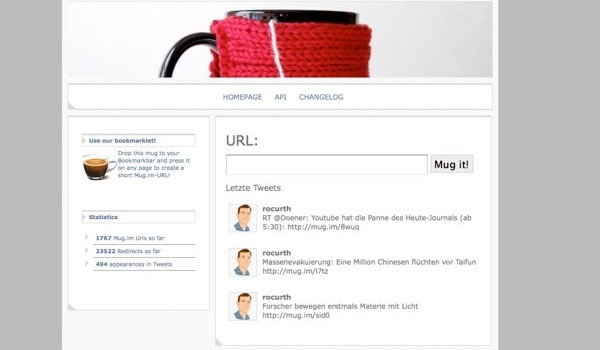 HOMEPAGE API CHANGELOG
Use our bookmarklet!
Drop this mug to your
Bookmarkbar and press it
on any page to create a
short Mug.im-URL!
Statistics
1767 Mug.im Urls so far
23522 Redirects so far
494 appearances in Tweets
URL:
Mug it!
Letzte Tweets
rocurth
RT @Doener: Youtube hat die Panne des Heute-Journals (ab
5:30): http://mug.im/8wuq
rocurth
Massenevakuierung: Eine Million Chinesen flüchten vor Taifun
http://mug.im/l7tz
rocurth
Forscher bewegen erstmals Materie mit Licht
http://mug.im/sid0